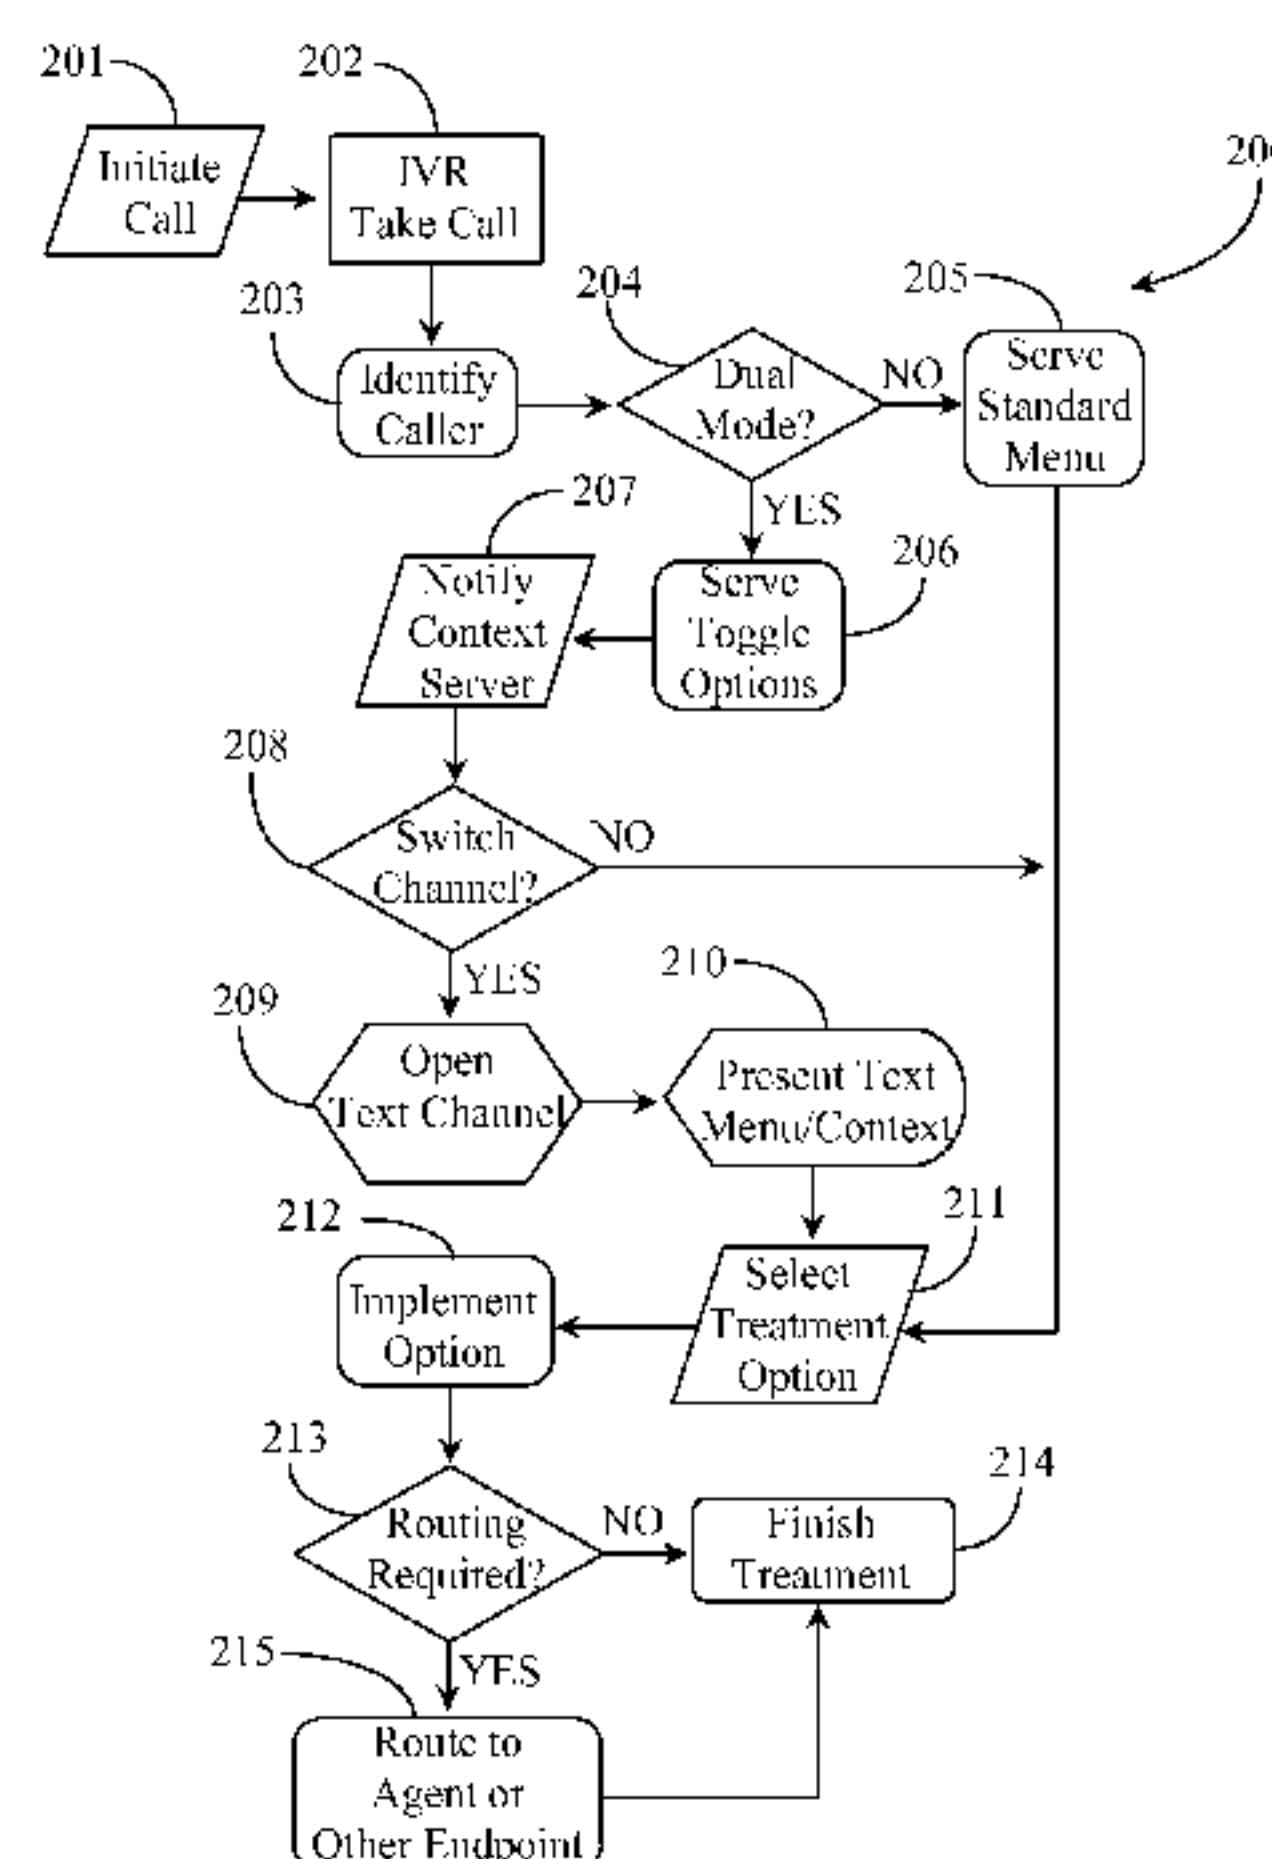 201
202
Initiate
Call
IVR
Take Call
203
204
205
Identify
Caller
Dual
Mode?
NO
Serve
Standard
Menu
YES
206
207
Notify
Context
Server
Serve
Toggle
Options
208
Switch
Channel?
NO
YES
209
210
Open
Text Channel
Present Text
Menu/Context
211
212
Implement
Option
Select
Treatment
Option
213
214
Routing
Required?
NO
Finish
Treatment
215
YES
Route to
Agent or
Other Endpoint